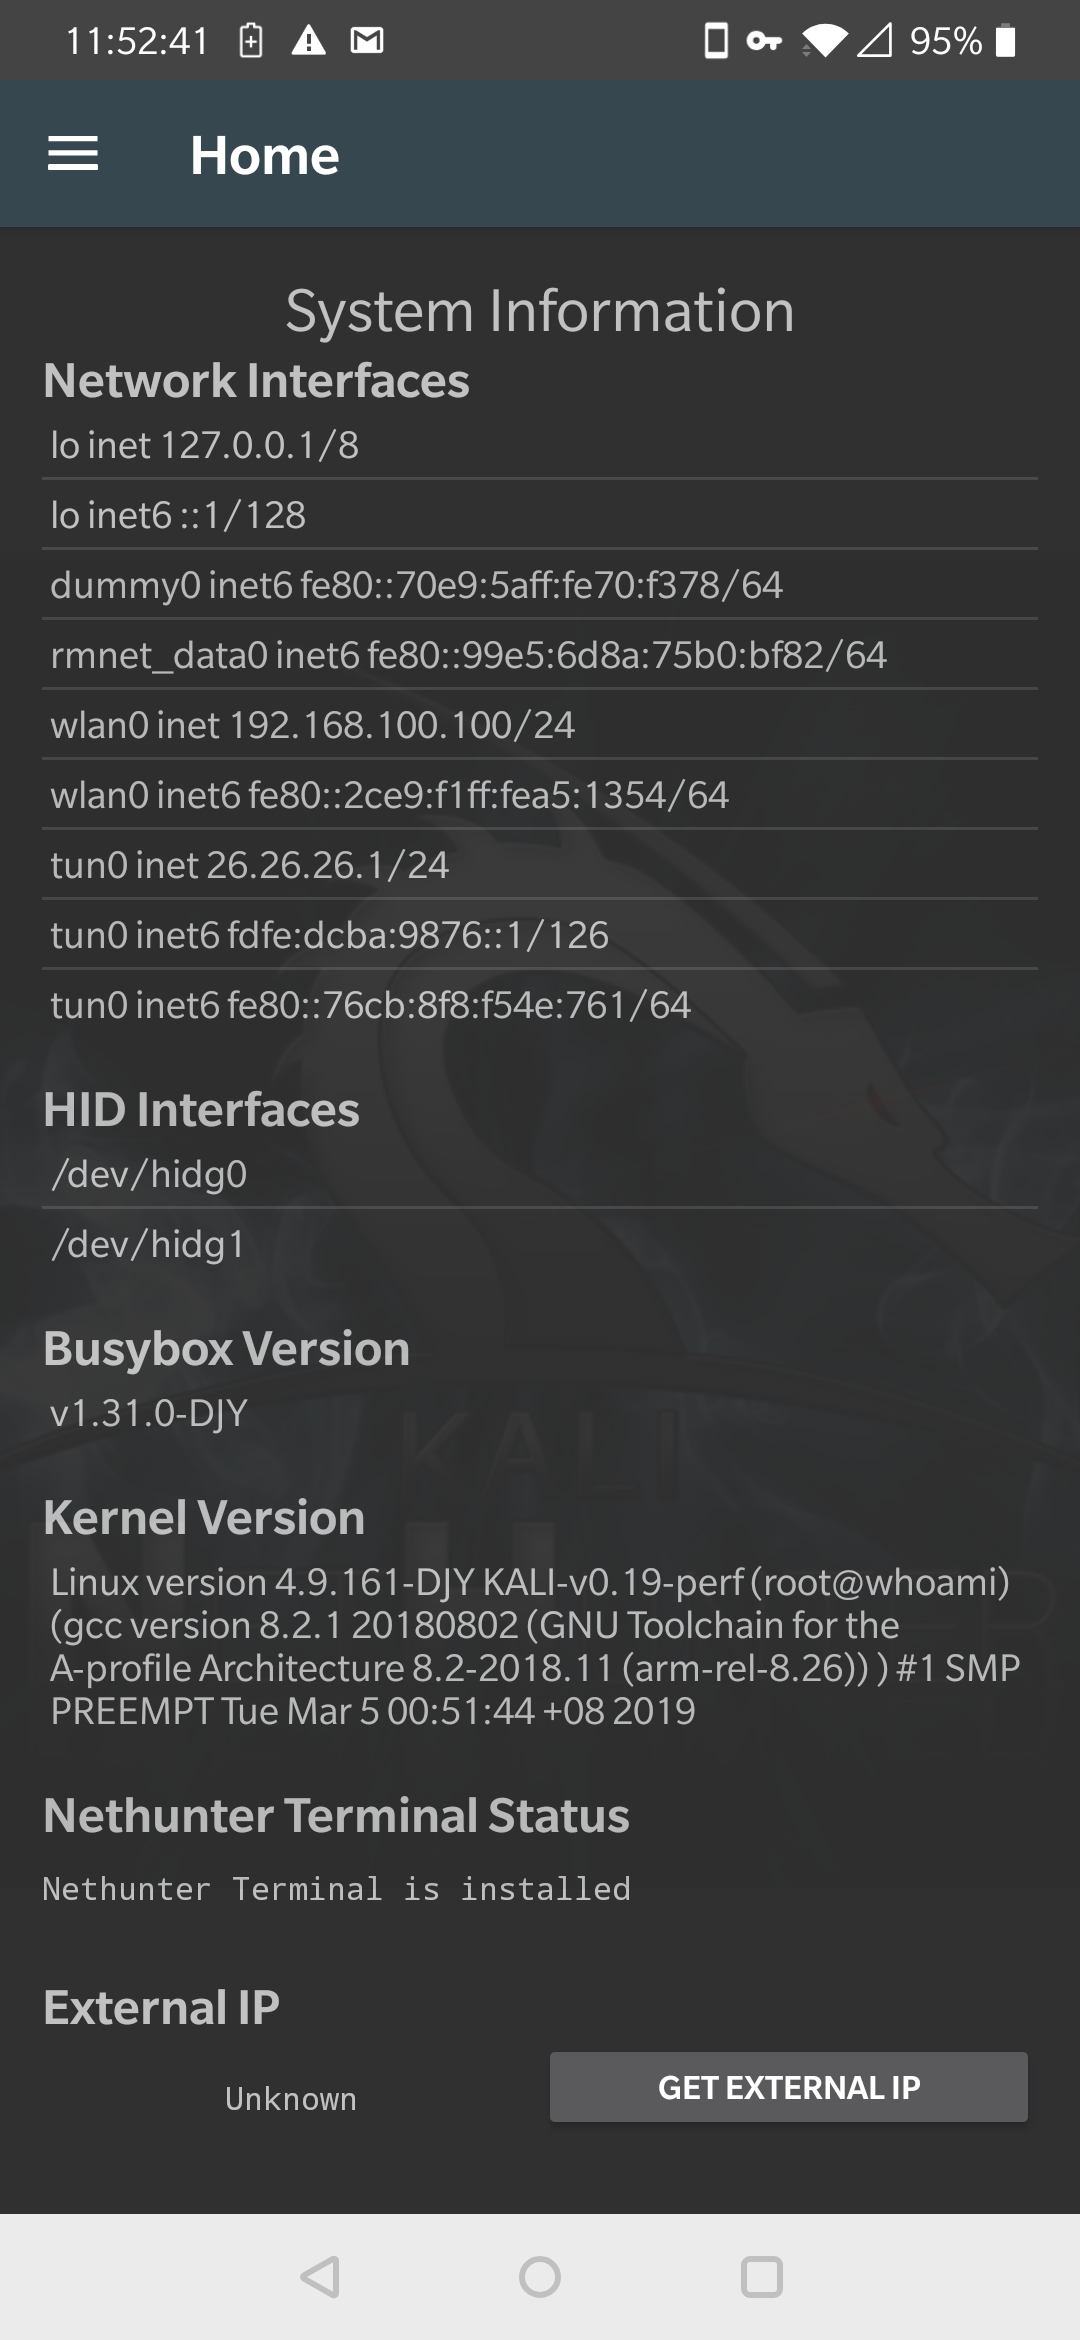 11:52:41 95%
Home
System Information
Network Interfaces
lo inet 127.0.0.1/8
lo inet6 ::1/128
dummy0 inet6 fe80::70e9:5aff:fe70:f378/64
rmnet_data0 inet6 fe80::99e5:6d8a:75b0:bf82/64
wlan0 inet 192.168.100.100/24
wlan0 inet6 fe80::2ce9:f1ff:fea5:1354/64
tun0 inet 26.26.26.1/24
tun0 inet6 fdfe:dcba:9876::1/126
tun0 inet6 fe80::76cb:8f8:f54e:761/64
HID Interfaces
/dev/hidg0
/dev/hidg1
Busybox Version
v1.31.0-DJY
KALI
Kernel Version
Linux version 4.9.161-DJY KALI-v0.19-perf (root@whoami)
(gcc version 8.2.1 20180802 (GNU Toolchain for the
A-profile Architecture 8.2-2018.11 (arm-rel-8.26)) ) #1 SMP
PREEMPT Tue Mar 5 00:51:44 +08 2019
Nethunter Terminal Status
Nethunter Terminal is installed
External IP
Unknown GET EXTERNAL IP